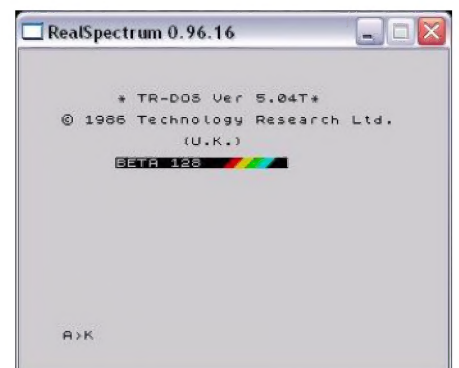 RealSpectrum 0.96.16
* TR-DOS Ver 5.04T*
© 1986 Technology Research Ltd.
(U.K.)
BETA 128
A>K